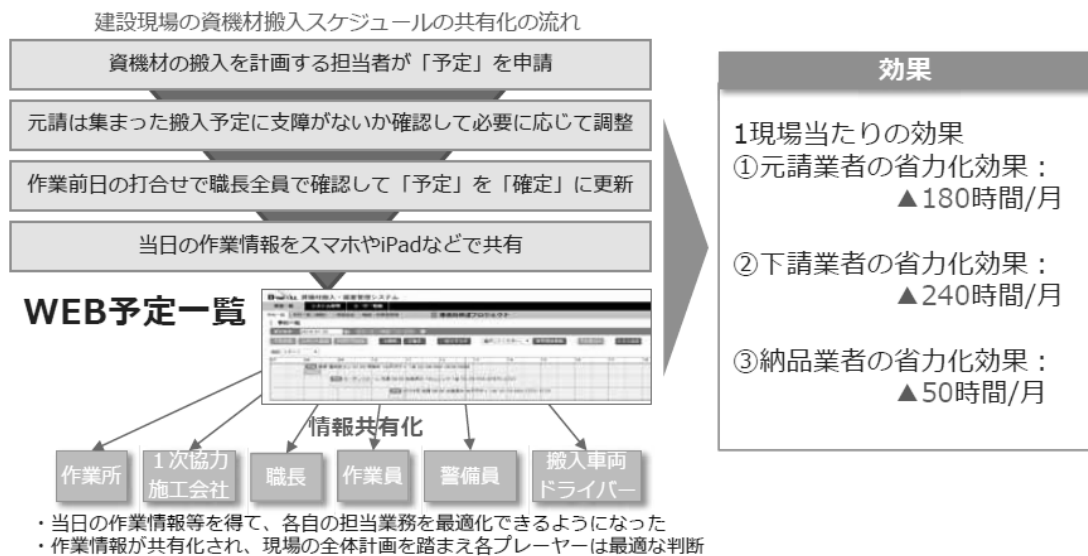 建設現場の資機材搬入スケジュールの共有化の流れ
資機材の搬入を計画する担当者が「予定」を申請
元請は集まった搬入予定に支障がないか確認して必要に応じて調整
作業前日の打合せで職長全員で確認して「予定」を「確定」に更新
当日の作業情報をスマホやiPadなどで共有
WEB予定一覧
情報共有化
作業所
１次協力
施工会社
職長
作業員
警備員
搬入車両
ドライバー
・当日の作業情報等を得て、各自の担当業務を最適化できるようになった
・作業情報が共有化され、現場の全体計画を踏まえ各プレーヤーは最適な判断
効果
1現場当たりの効果
①元請業者の省力化効果：
▲180時間/月
②下請業者の省力化効果：
▲240時間/月
③納品業者の省力化効果：
▲50時間/月